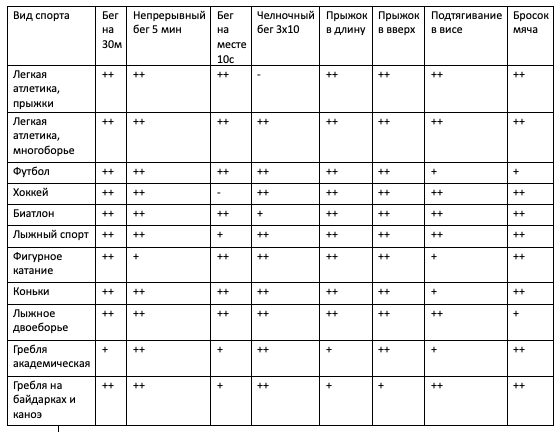 Вид спорта | Бег на 30м | Непрерывный бег 5 мин | Бег на месте 10с | Челночный бег 3х10 | Прыжок в длину | Прыжок в вверх | Подтягивание в висе | Бросок мяча
Легкая атлетика, прыжки | ++ | ++ | ++ | - | ++ | ++ | ++ | ++
Легкая атлетика, многоборье | ++ | ++ | ++ | ++ | ++ | ++ | ++ | ++
Футбол | ++ | ++ | ++ | ++ | ++ | ++ | + | +
Хоккей | ++ | ++ | - | ++ | ++ | ++ | ++ | ++
Биатлон | ++ | ++ | ++ | + | ++ | ++ | ++ | ++
Лыжный спорт | ++ | ++ | + | ++ | ++ | ++ | ++ | ++
Фигурное катание | ++ | + | ++ | ++ | ++ | ++ | + | ++
Коньки | ++ | ++ | ++ | ++ | ++ | ++ | + | ++
Лыжное двоеборье | ++ | ++ | ++ | ++ | ++ | ++ | ++ | +
Гребля академическая | + | ++ | + | ++ | + | ++ | + | ++
Гребля на байдарках и каноэ | ++ | ++ | + | ++ | + | + | ++ | ++